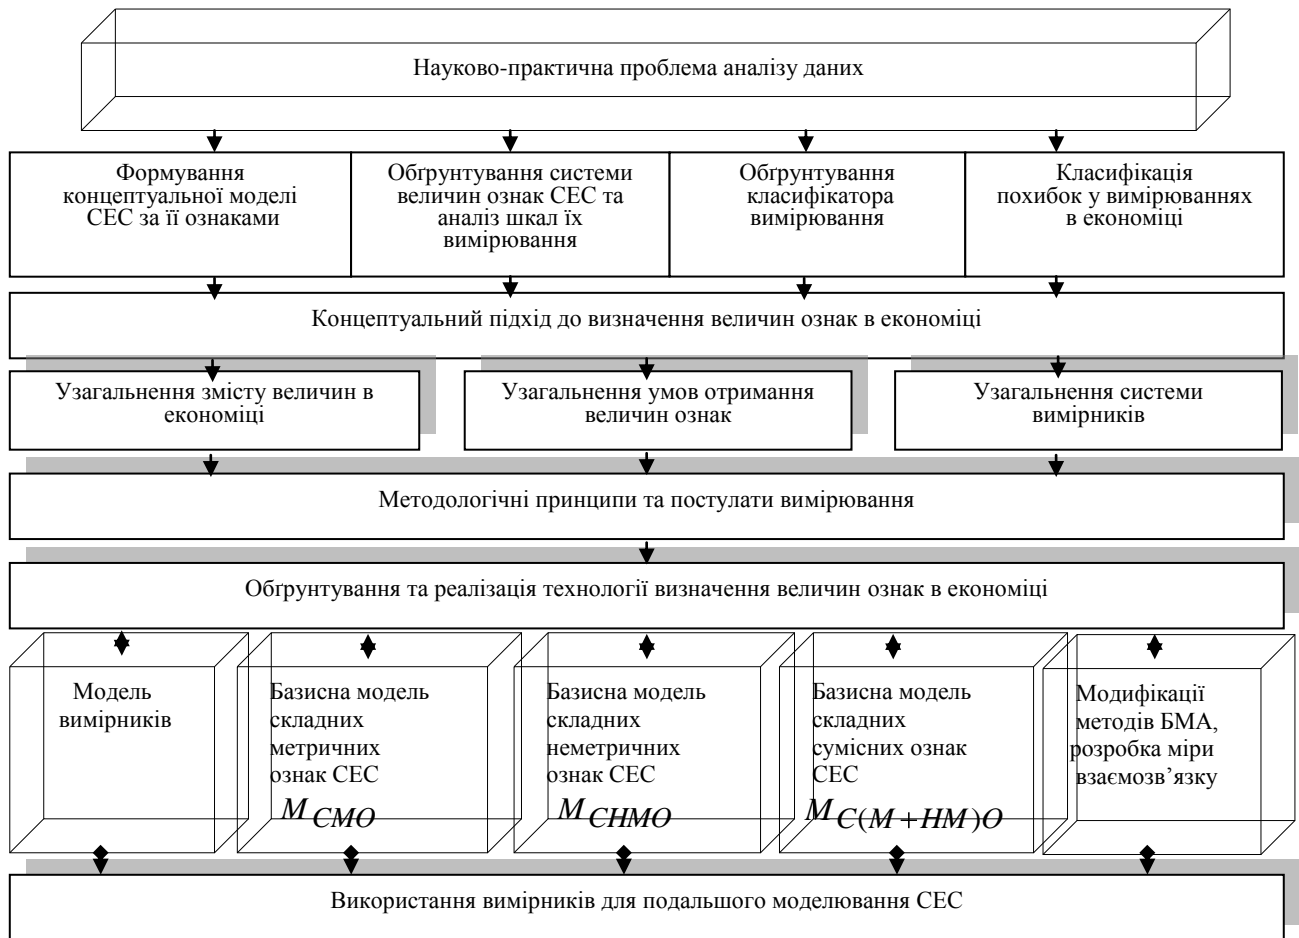 Науково-практична проблема аналізу даних
Формування
концептуальної моделі
СЕС за її ознаками
Обґрунтування системи
величин ознак СЕС та
аналіз шкал їх
вимірювання
Обґрунтування
класифікатора
вимірювання
Класифікація
похибок у вимірюваннях
в економіці
Концептуальний підхід до визначення величин ознак в економіці
Узагальнення змісту величин в
економіці
Узагальнення умов отримання
величин ознак
Узагальнення системи
вимірників
Методологічні принципи та постулати вимірювання
Обґрунтування та реалізація технології визначення величин ознак в економіці
Модель
вимірників
Базисна модель
складних
метричних
ознак СЕС
M CMO
Базисна модель
складних
неметричних
ознак СЕС
M CHMO
Базисна модель
складних
сумісних ознак
СЕС
M C(M+HM)O
Модифікації
методів БМА,
розробка міри
взаємозв’язку
Використання вимірників для подальшого моделювання СЕС